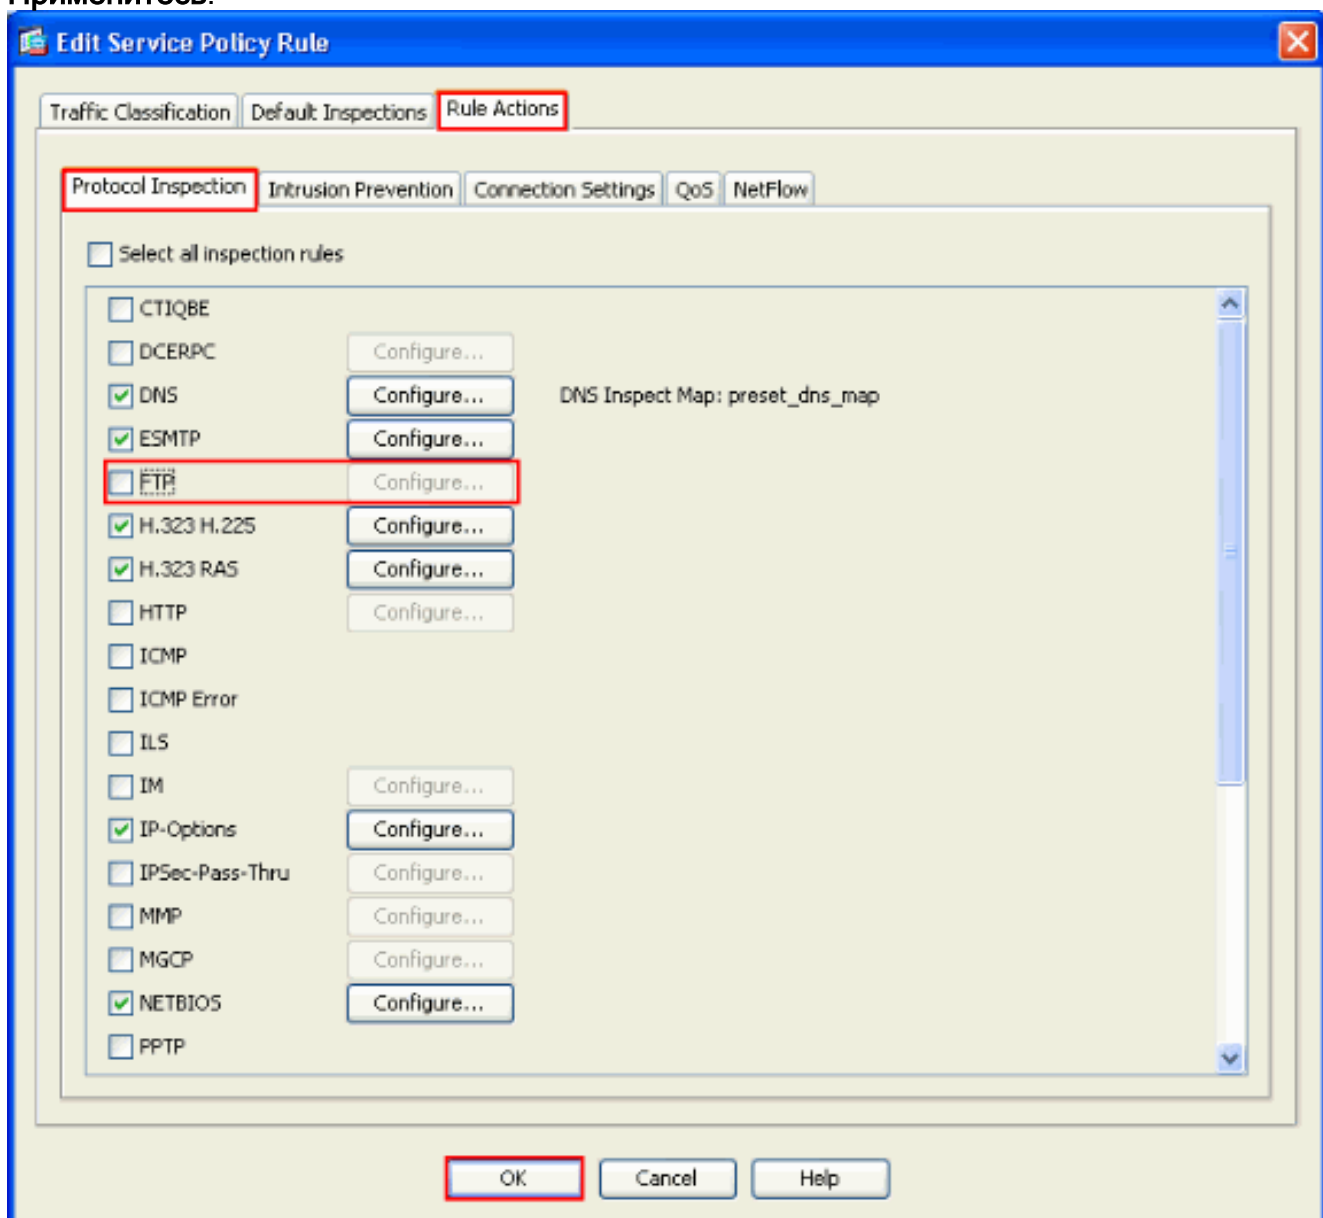 Применитесь.
Edit Service Policy Rule
Traffic Classification Default Inspections Rule Actions
Protocol Inspection Intrusion Prevention Connection Settings QoS NetFlow
Select all inspection rules
CTIQBE
DCERPC Configure...
DNS Configure... DNS Inspect Map: preset_dns_map
ESMTP Configure...
FTP Configure...
H.323 H.225 Configure...
H.323 RAS Configure...
HTTP Configure...
ICMP
ICMP Error
ILS
IM Configure...
IP-Options Configure...
IPSec-Pass-Thru Configure...
MMP Configure...
MGCP Configure...
NETBIOS Configure...
PPTP
OK Cancel Help